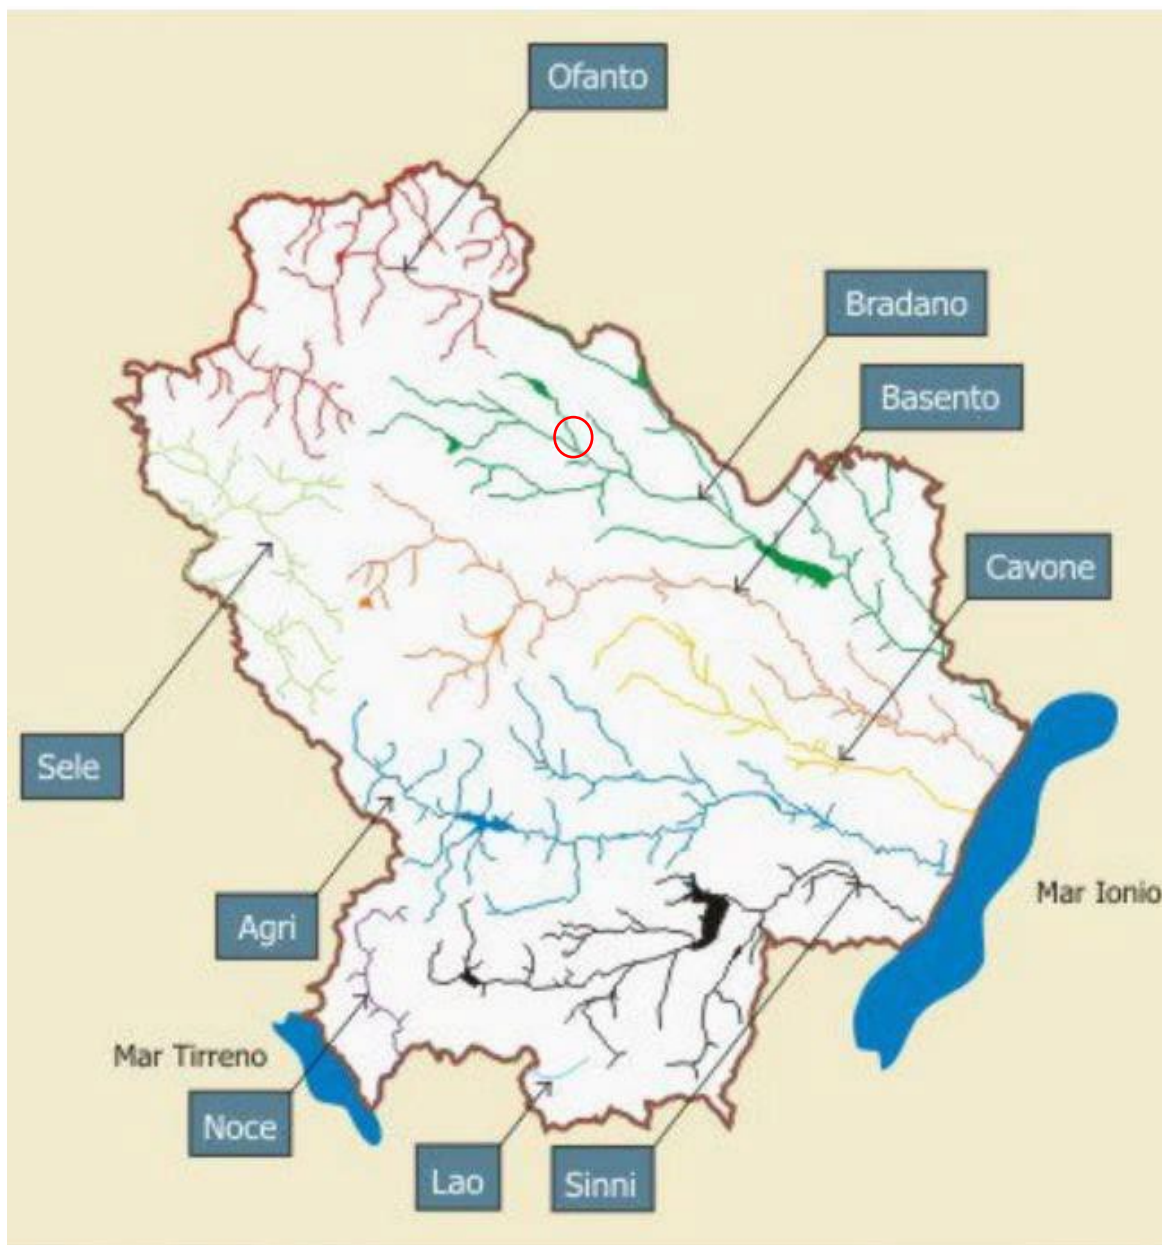 Ofanto
Bradano
Basento
Cavone
Sele
Mar Ionio
Agri
Mar Tirreno
Noce
Lao
Sinni